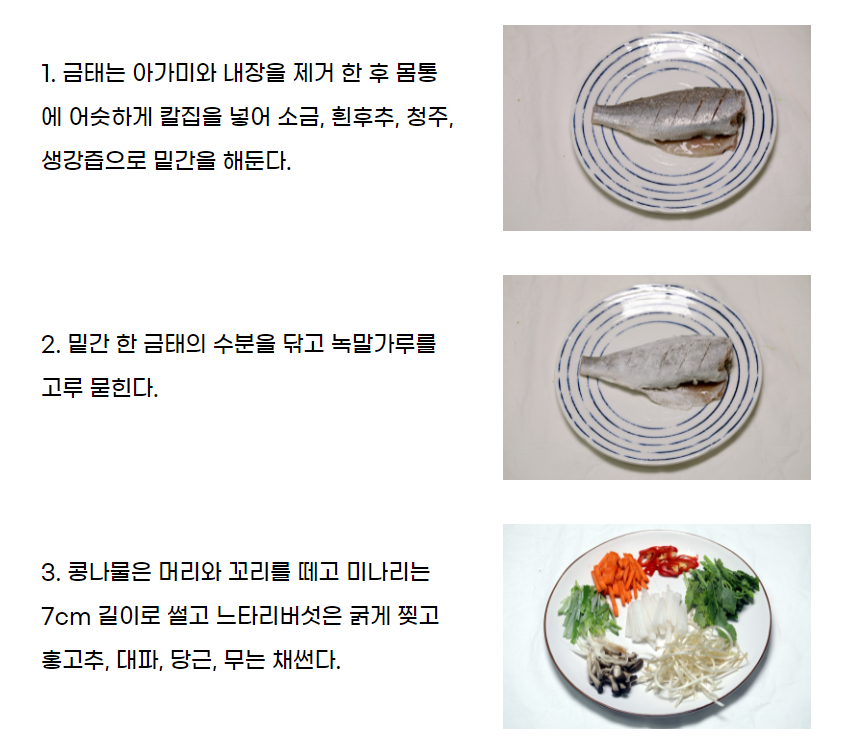 1. 금태는 아가미와 내장을 제거 한 후 몸통
에 어슷하게 칼집을 넣어 소금, 흰후추, 청주,
생강즙으로 밑간을 해둔다.
2. 밑간 한 금태의 수분을 닦고 녹말가루를
고루 묻힌다.
3. 콩나물은 머리와 꼬리를 떼고 미나리는
7cm 길이로 썰고 느타리버섯은 굵게 찢고
홍고추, 대파, 당근, 무는 채썬다.